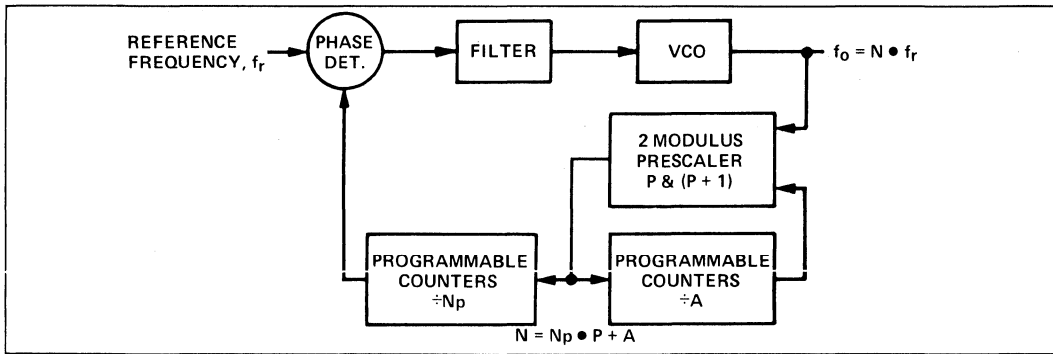 REFERENCE
FREQUENCY, fr
PHASE
DET.
FILTER
VCO
fo = N ● fr
2 MODULUS
PRESCALER
P & (P + 1)
PROGRAMMABLE
COUNTERS
÷Np
PROGRAMMABLE
COUNTERS
÷A
N = Np ● P + A